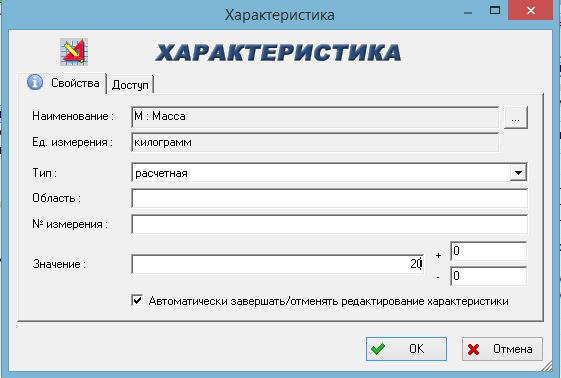 Характеристика
ХАРАКТЕРИСТИКА
Свойства Доступ
Наименование : М : Масса ...
Ед. измерения : килограмм
Тип : расчетная
Область :
№ измерения :
+ 0
Значение : 20
- 0
Автоматически завершать/отменять редактирование характеристики
OK Отмена